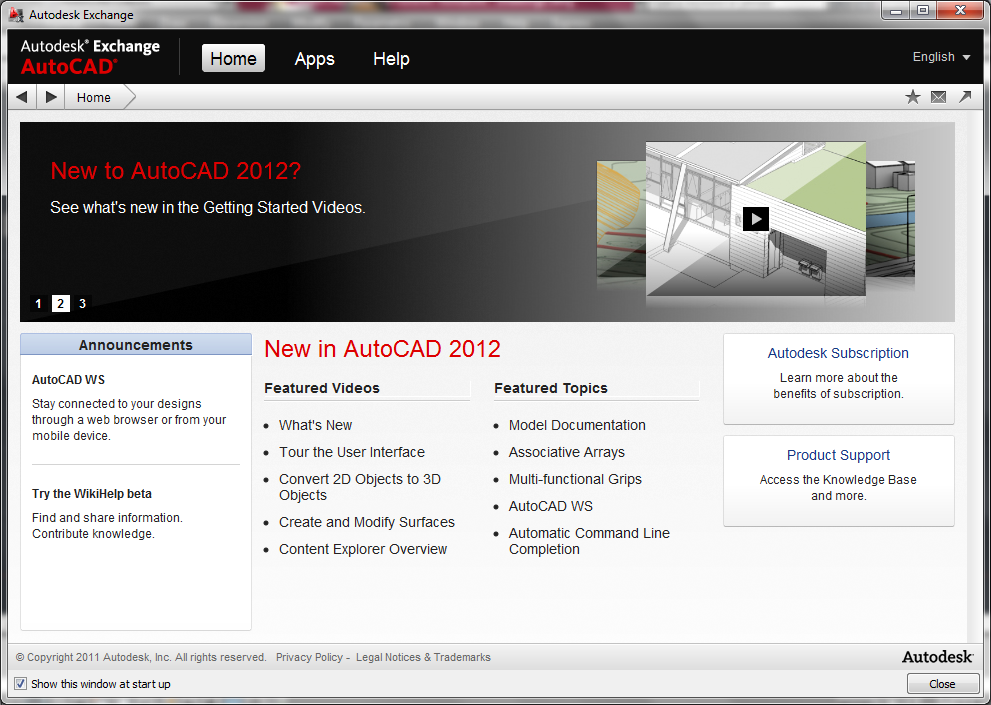 Autodesk Exchange
Autodesk® Exchange
AutoCAD®
Home
Apps
Help
English
Home
New to AutoCAD 2012?
See what's new in the Getting Started Videos.
1 2 3
Announcements
AutoCAD WS
Stay connected to your designs
through a web browser or from your
mobile device.
Try the WikiHelp beta
Find and share information.
Contribute knowledge.
New in AutoCAD 2012
Featured Videos
What's New
Tour the User Interface
Convert 2D Objects to 3D
Objects
Create and Modify Surfaces
Content Explorer Overview
Featured Topics
Model Documentation
Associative Arrays
Multi-functional Grips
AutoCAD WS
Automatic Command Line
Completion
Autodesk Subscription
Learn more about the
benefits of subscription.
Product Support
Access the Knowledge Base
and more.
© Copyright 2011 Autodesk, Inc. All rights reserved. Privacy Policy - Legal Notices & Trademarks
Autodesk
Show this window at start up
Close